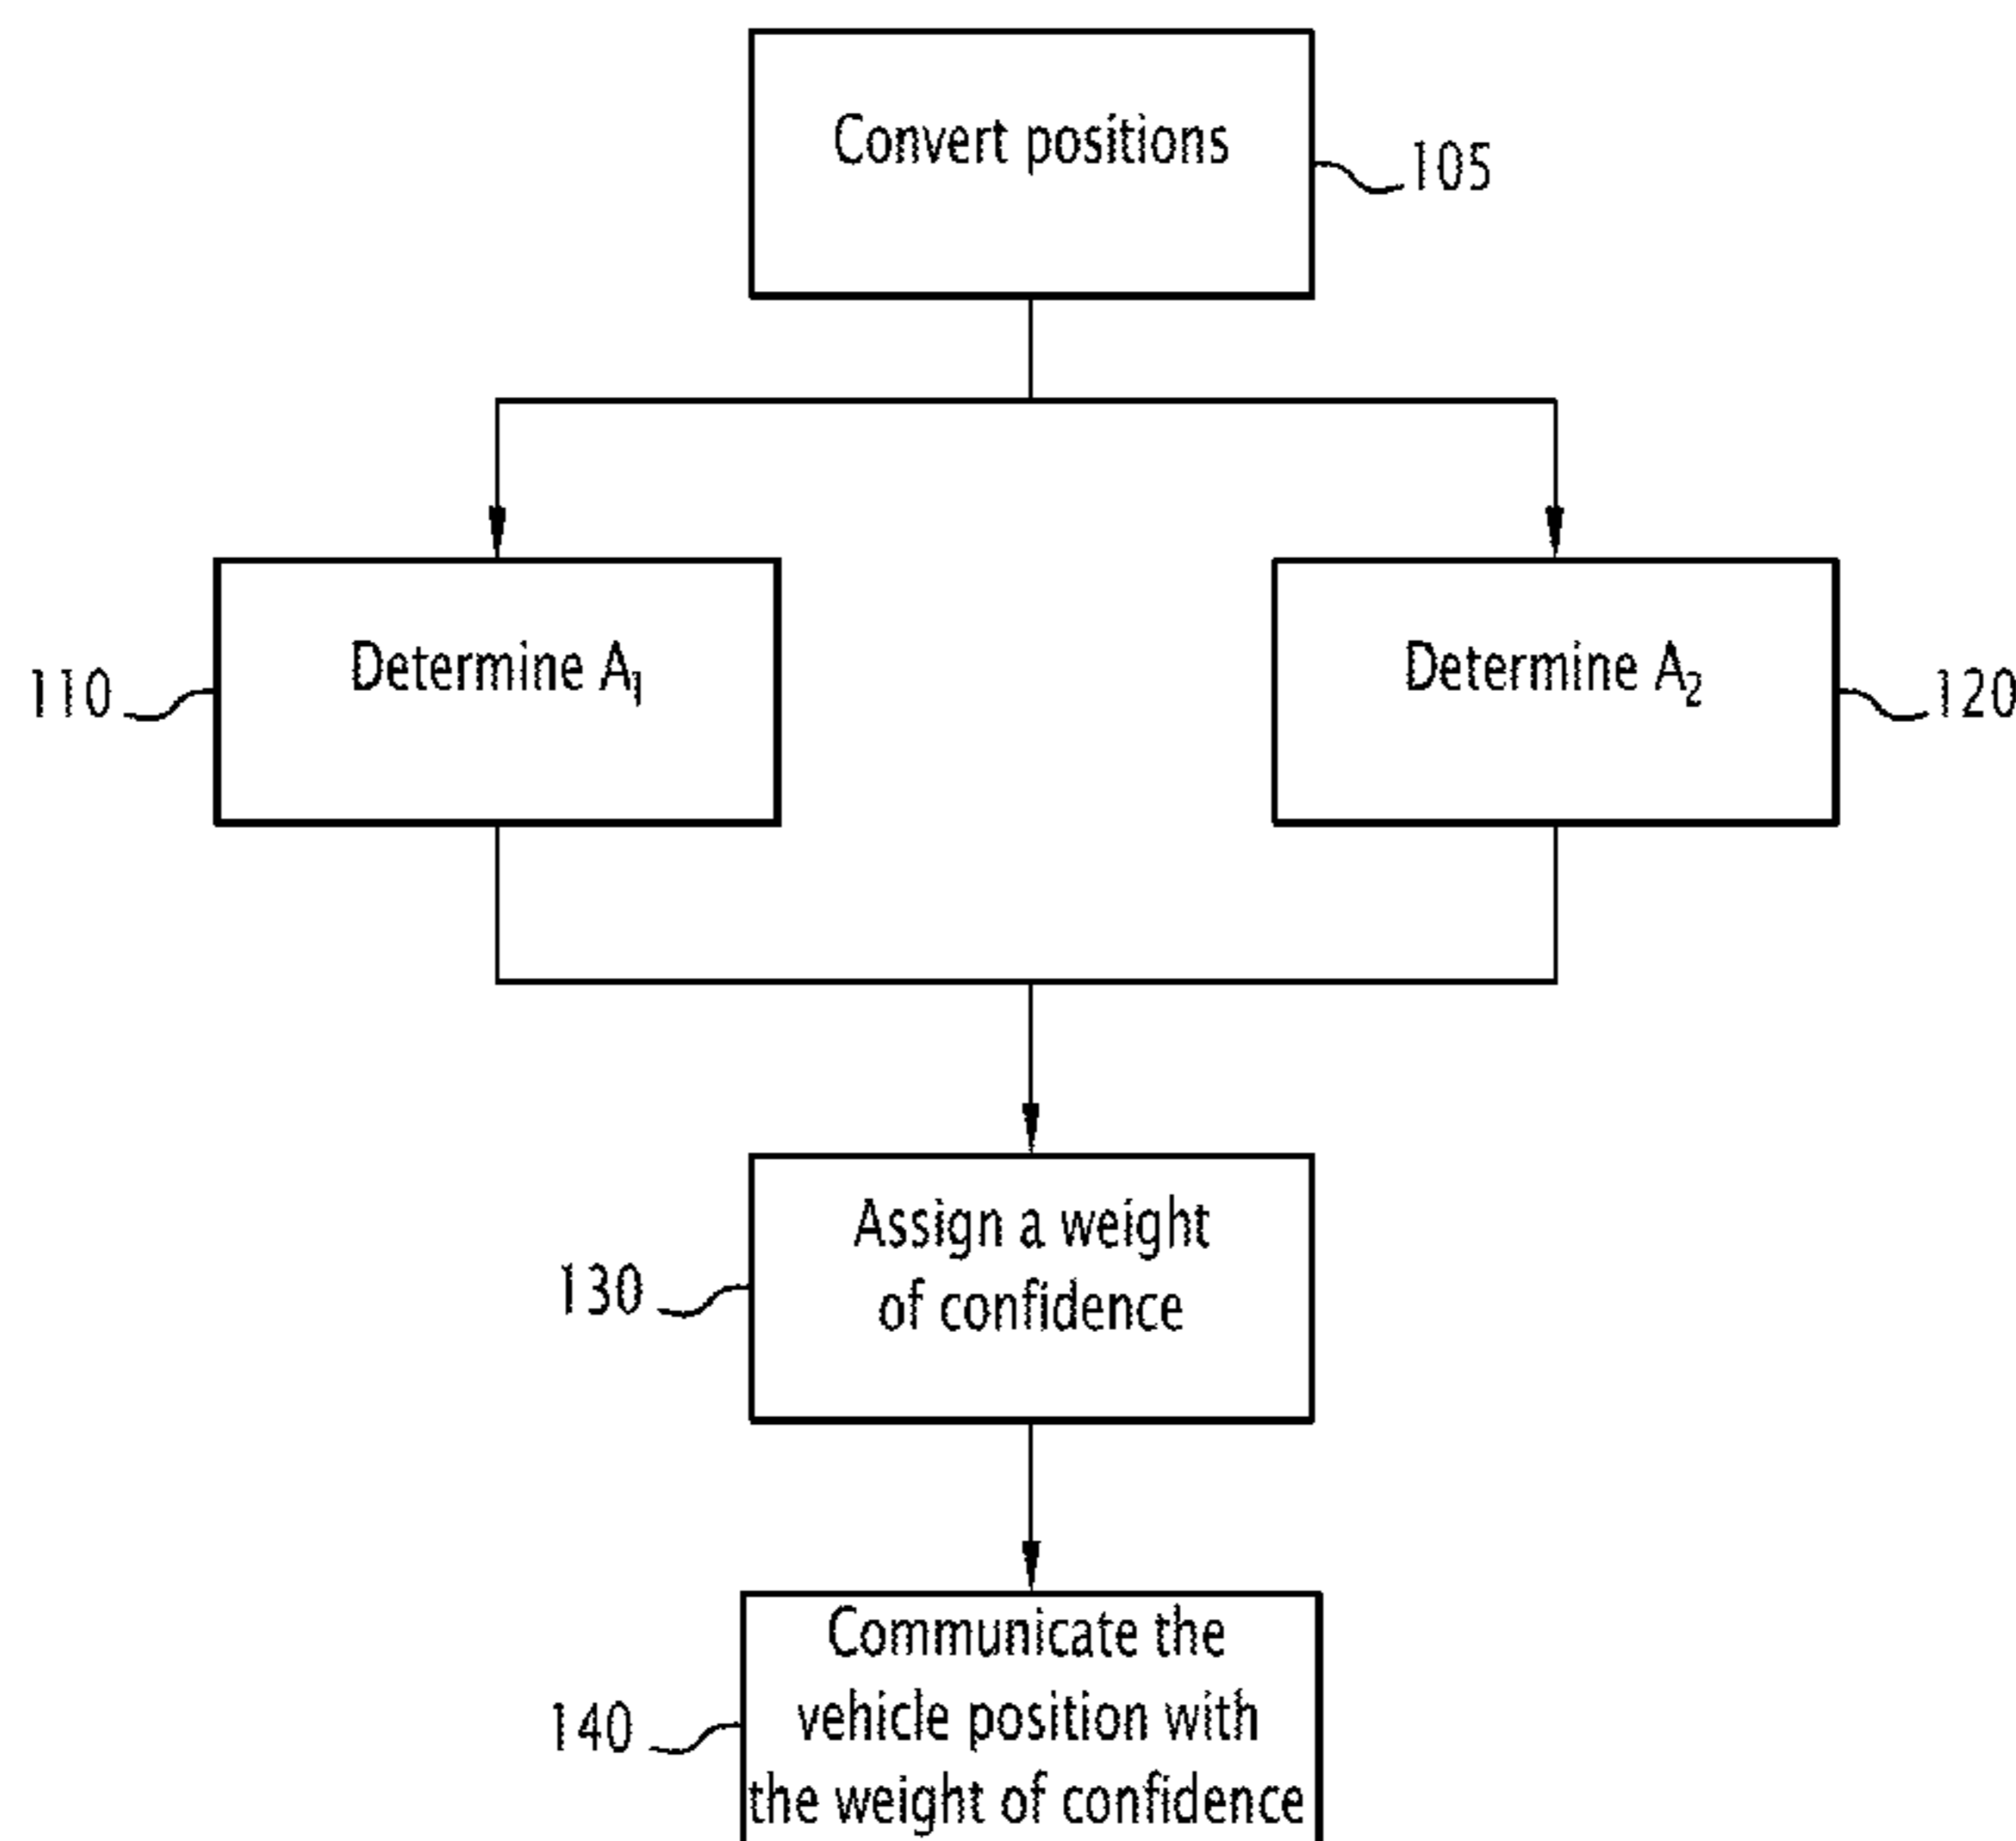 Convert positions
105
Determine A₁
110
Determine A₂
120
Assign a weight
of confidence
130
Communicate the
vehicle position with
the weight of confidence
140